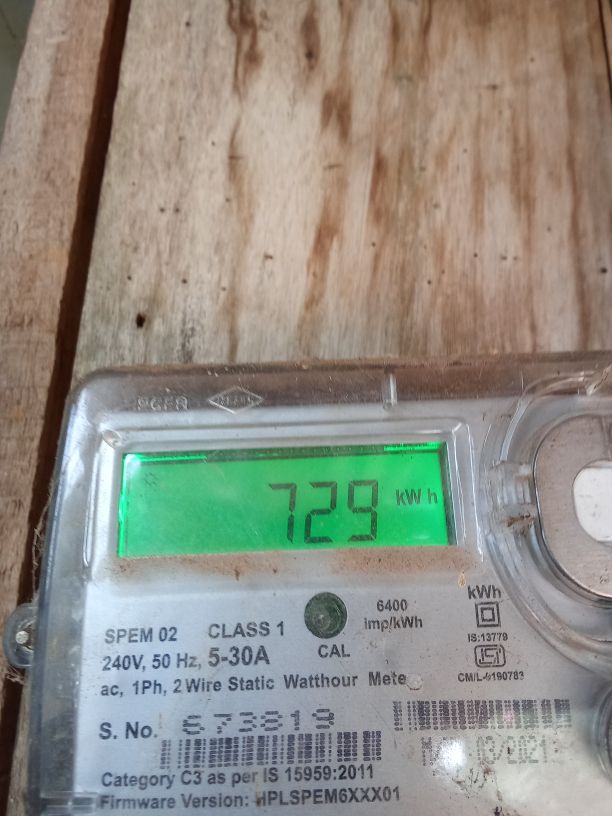 729 kWh
SPEM 02 CLASS 1 6400 imp/kWh kWh
240V, 50 Hz, 5-30A CAL IS:13779
ac, 1Ph, 2 Wire Static Watthour Mete
CM/L-0190783
S. No. 673819
03/2021
Category C3 as per IS 15959:2011
Firmware Version: HPLSPEM6XXX01